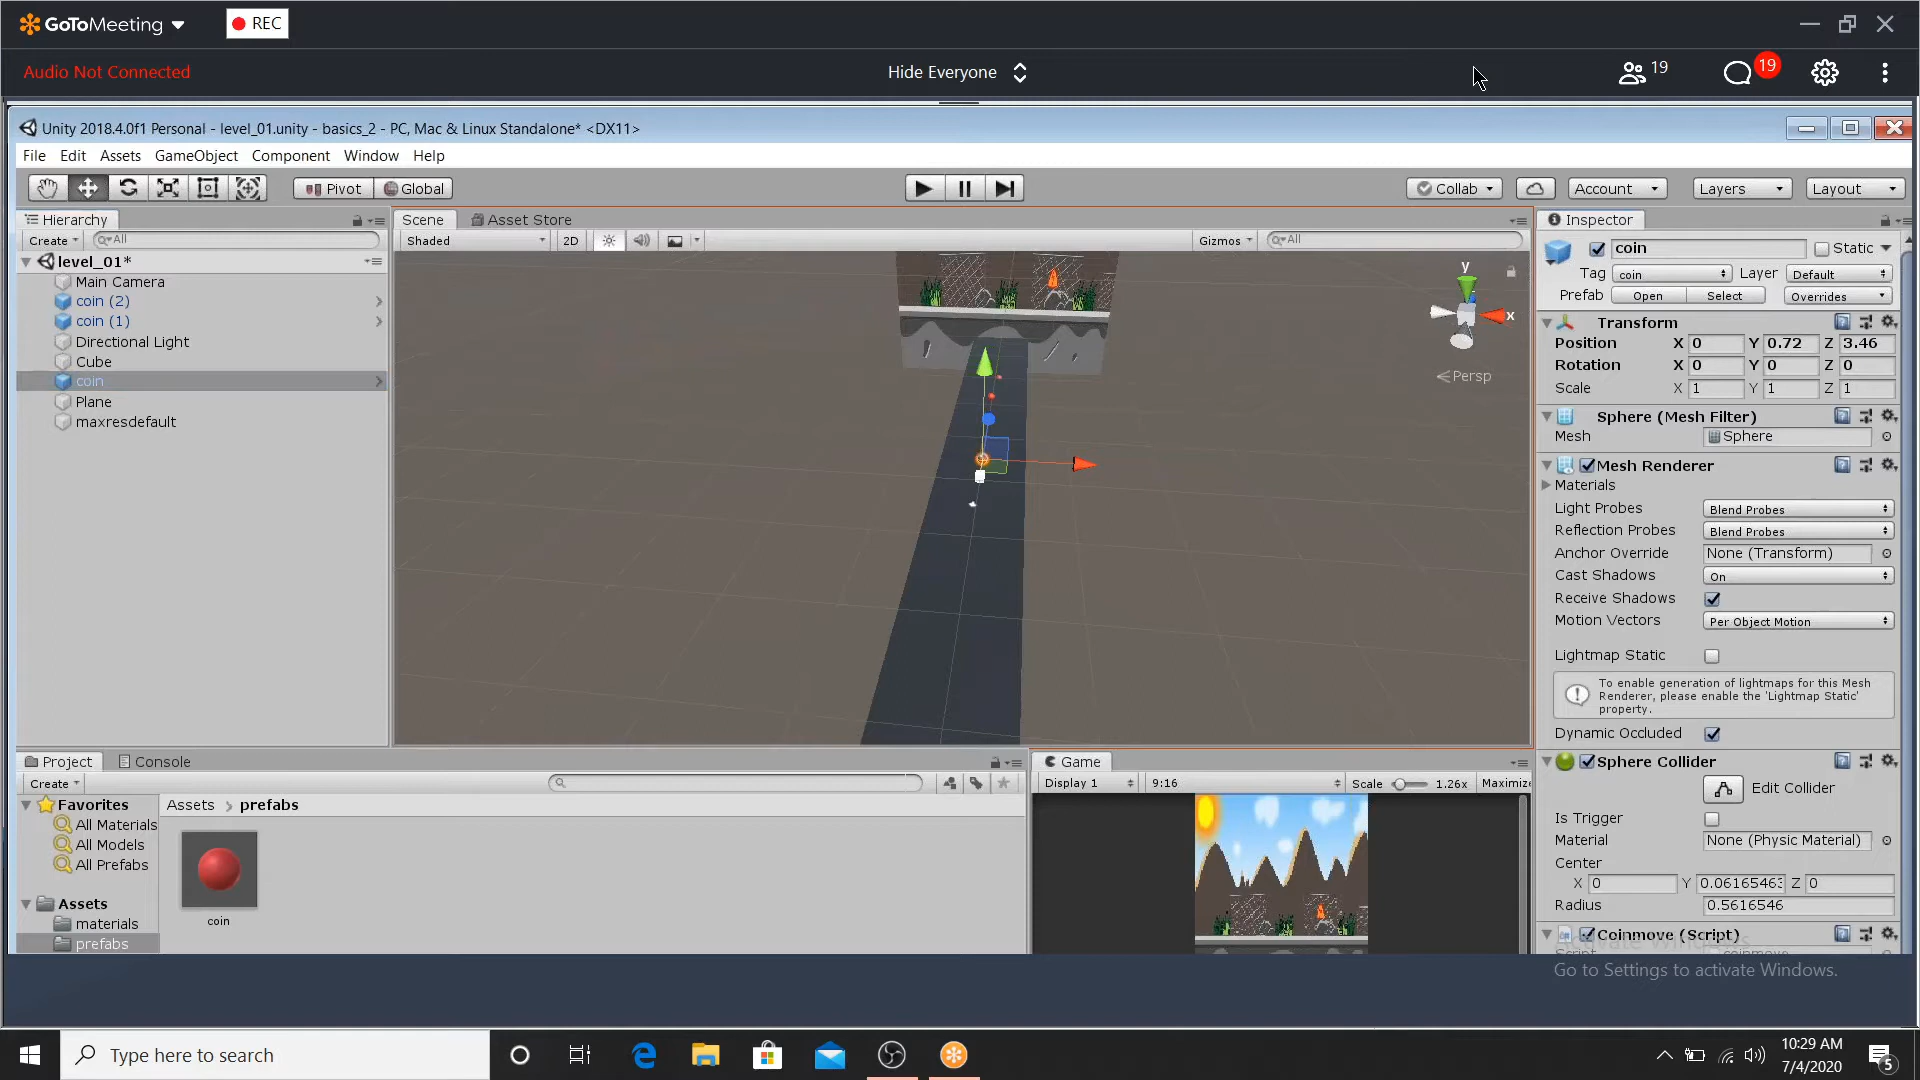 GoToMeeting
REC
Audio Not Connected
Hide Everyone
19
19
Unity 2018.4.0f1 Personal - level_01.unity - basics_2 - PC, Mac & Linux Standalone* <DX11>
File Edit Assets GameObject Component Window Help
Pivot Global
Collab Account Layers Layout
Hierarchy
Create All
level_01*
Main Camera
coin (2)
coin (1)
Directional Light
Cube
coin
Plane
maxresdefault
Scene Asset Store
Shaded 2D Gizmos All
y
x
Persp
Inspector
coin Static
Tag coin Layer Default
Prefab Open Select Overrides
Transform
Position X 0 Y 0.72 Z 3.46
Rotation X 0 Y 0 Z 0
Scale X 1 Y 1 Z 1
Sphere (Mesh Filter)
Mesh Sphere
Mesh Renderer
Materials
Light Probes Blend Probes
Reflection Probes Blend Probes
Anchor Override None (Transform)
Cast Shadows On
Receive Shadows
Motion Vectors Per Object Motion
Lightmap Static
To enable generation of lightmaps for this Mesh
Renderer, please enable the 'Lightmap Static'
property.
Dynamic Occluded
Sphere Collider
Edit Collider
Is Trigger
Material None (Physic Material)
Center
X 0 Y 0.06165463 Z 0
Radius 0.5616546
Coinmove (Script)
Activate Windows
Go to Settings to activate Windows.
Project Console
Create
Favorites
All Materials
All Models
All Prefabs
Assets
materials
prefabs
Assets > prefabs
coin
Game
Display 1 9:16 Scale 1.26x Maximize
Type here to search
10:29 AM
7/4/2020
5